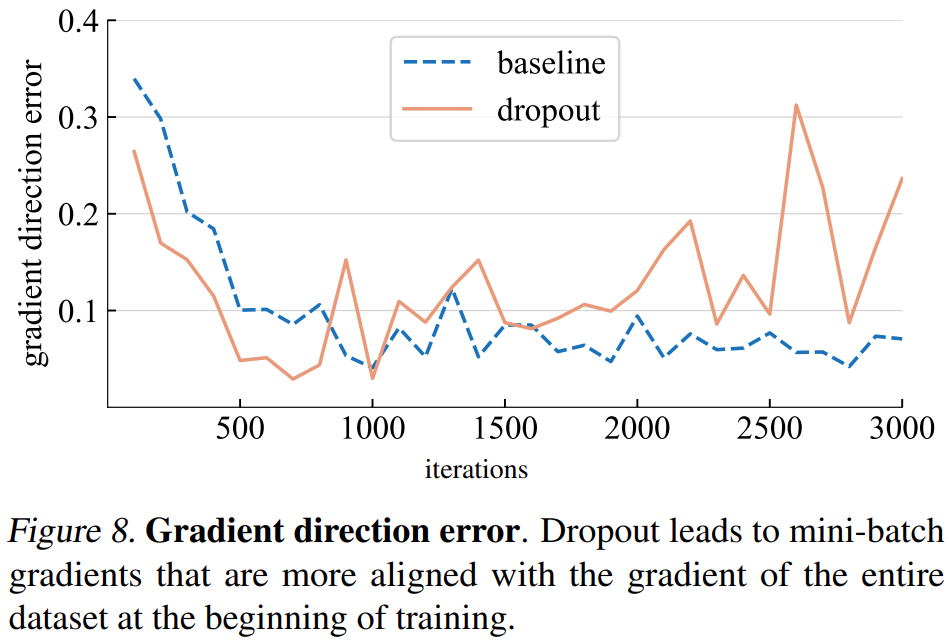 0.4
baseline
dropout
0.3
0.2
0.1
gradient direction error
500 1000 1500 2000 2500 3000
iterations
Figure 8. Gradient direction error. Dropout leads to mini-batch
gradients that are more aligned with the gradient of the entire
dataset at the beginning of training.